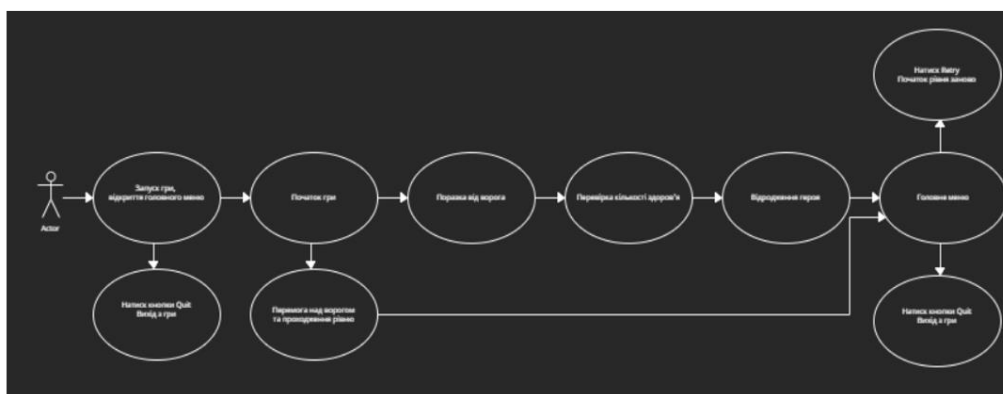 Натиск Retry
Початок рівня заново
Запуск гри,
відкриття головного меню
Початок гри
Поразка від ворога
Перевірка кількості здоров'я
Відродження героя
Головне меню
Actor
Натиск кнопки Quit
Вихід з гри
Перемога над ворогом
та проходження рівню
Натиск кнопки Quit
Вихід з гри